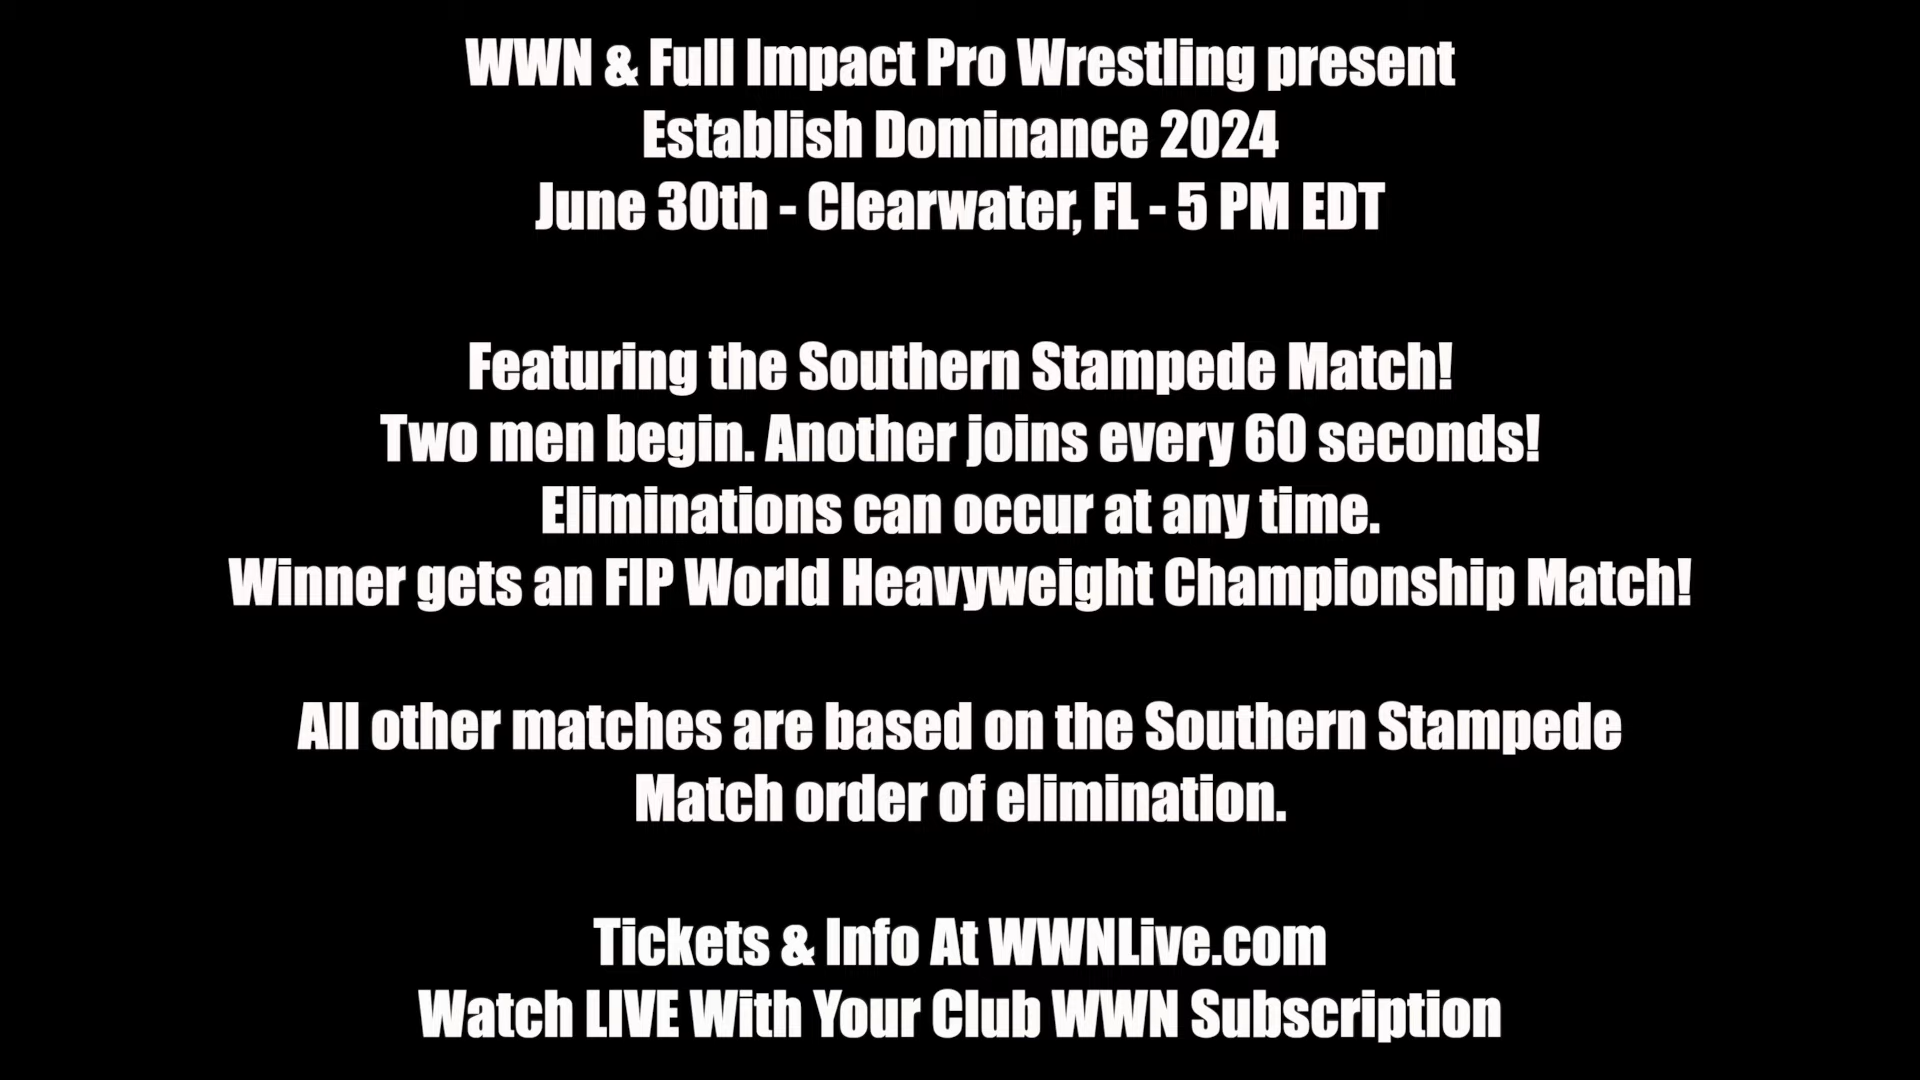 WWN & Full Impact Pro Wrestling present
Establish Dominance 2024
June 30th - Clearwater, FL - 5 PM EDT
Featuring the Southern Stampede Match!
Two men begin. Another joins every 60 seconds!
Eliminations can occur at any time.
Winner gets an FIP World Heavyweight Championship Match!
All other matches are based on the Southern Stampede
Match order of elimination.
Tickets & Info At WWNLive.com
Watch LIVE With Your Club WWN Subscription